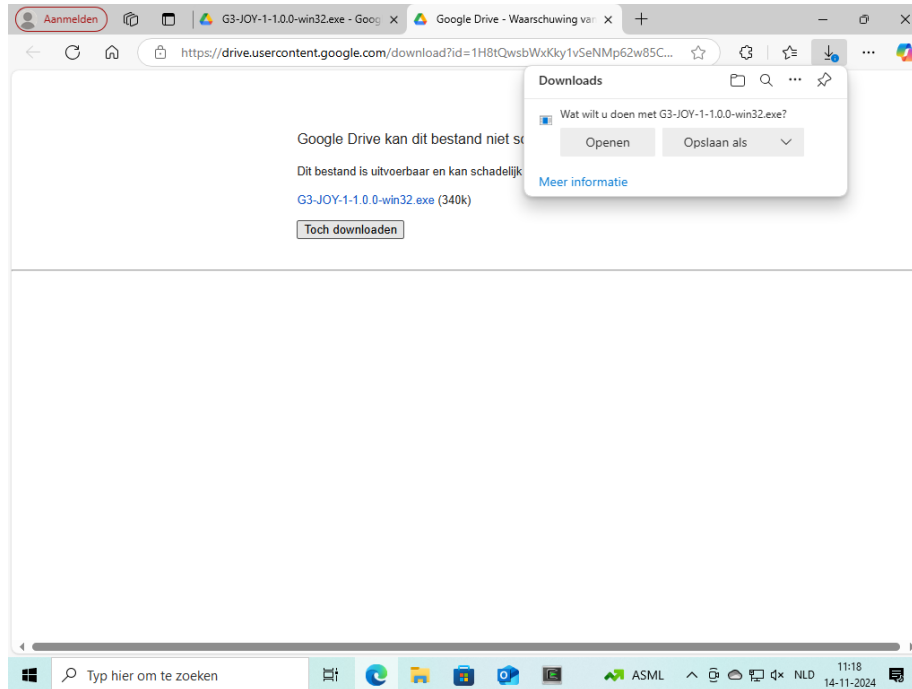 Aanmelden
G3-JOY-1-1.0.0-win32.exe - Goog
Google Drive - Waarschuwing van
https://drive.usercontent.google.com/download?id=1H8tQwsbWxKky1vSeNMp62w85C...
Downloads
Wat wilt u doen met G3-JOY-1-1.0.0-win32.exe?
Openen
Opslaan als
Meer informatie
Google Drive kan dit bestand niet
Dit bestand is uitvoerbaar en kan schadelijk
G3-JOY-1-1.0.0-win32.exe (340k)
Toch downloaden
Typ hier om te zoeken
ASML
NLD
11:18
14-11-2024